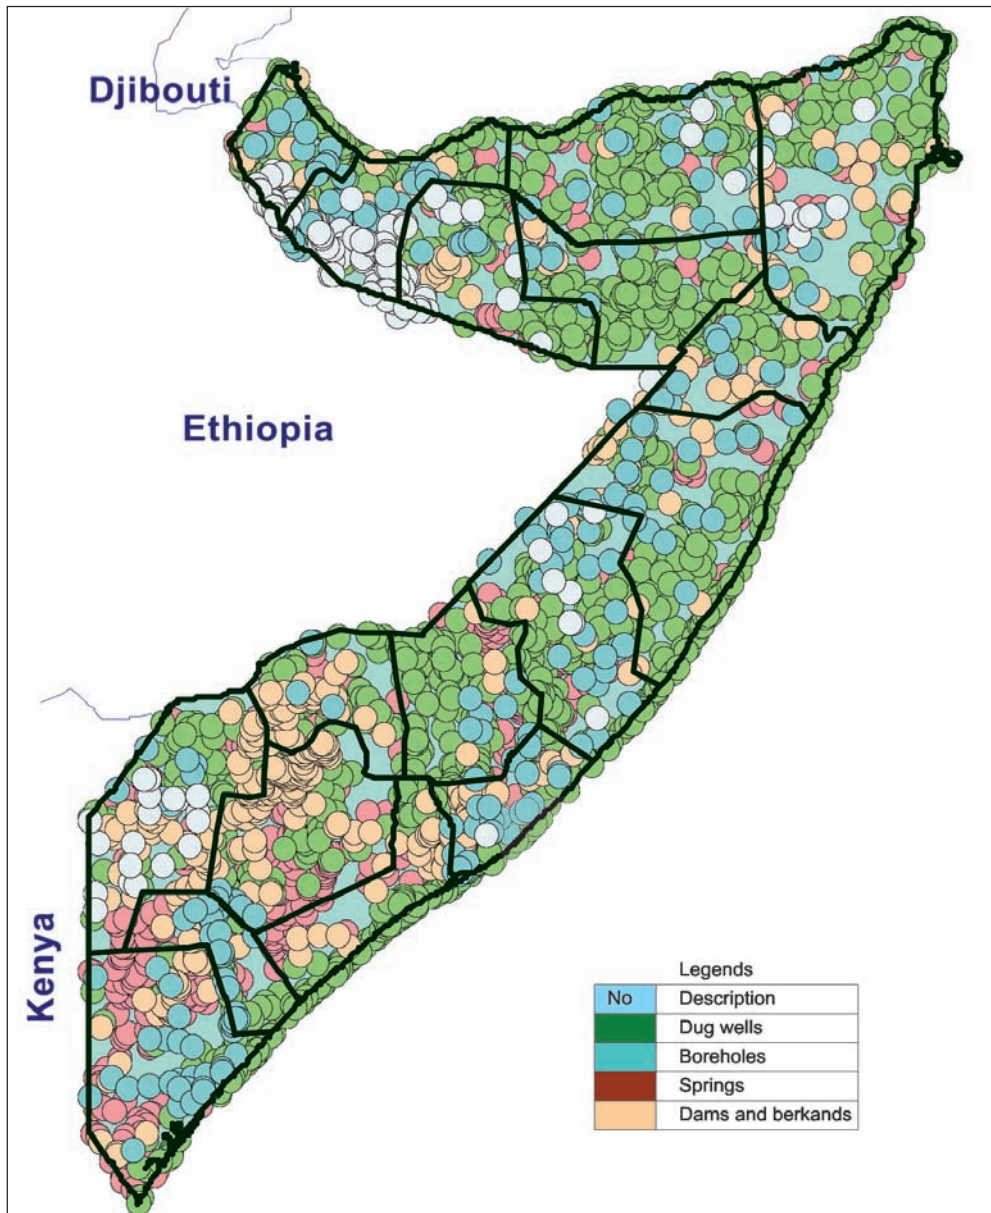 Djibouti
Ethiopia
Kenya
Legends
No Description
Dug wells
Boreholes
Springs
Dams and berkands